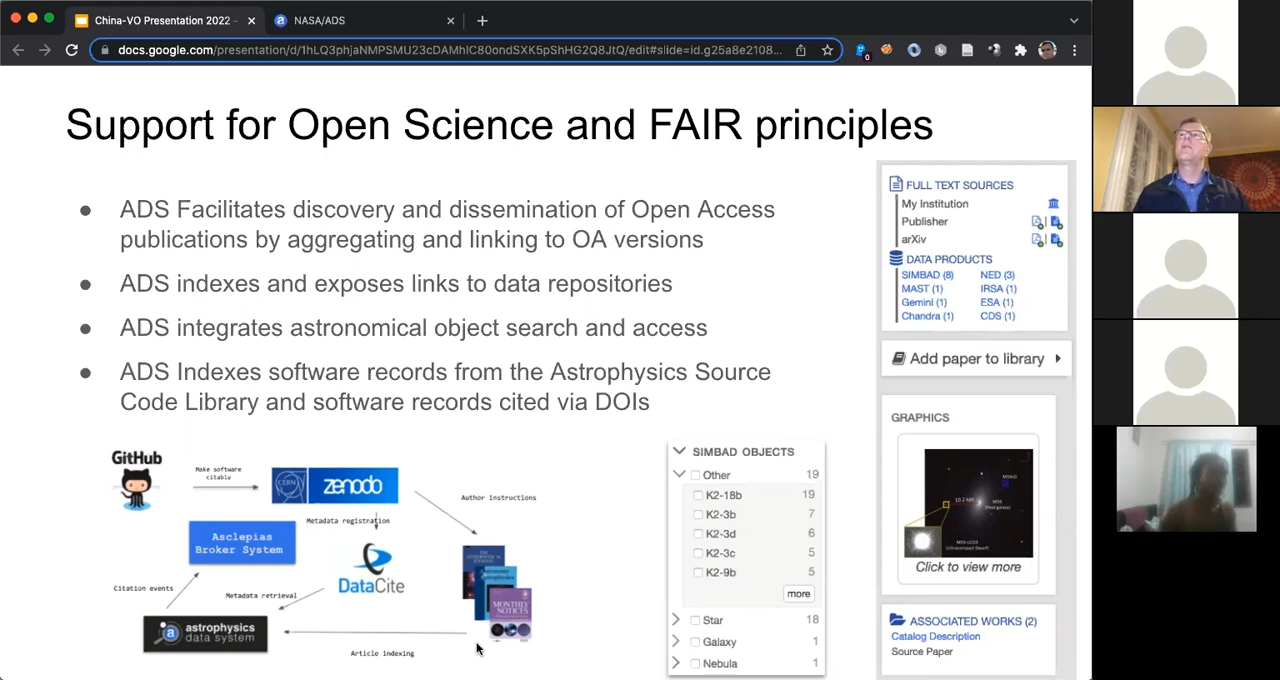 China-VO Presentation 2022 -
NASA/ADS
docs.google.com/presentation/d/1hLQ3phjaNMPSMU23cDAMhlC80ondSXK5pShHG2Q8JtQ/edit#slide=id.g25a8e2108...
0
Support for Open Science and FAIR principles
ADS Facilitates discovery and dissemination of Open Access
publications by aggregating and linking to OA versions
ADS indexes and exposes links to data repositories
ADS integrates astronomical object search and access
ADS Indexes software records from the Astrophysics Source
Code Library and software records cited via DOIs
GitHub
Make software
citable
CERN
zenodo
Author instructions
Metadata registration
Asclepias
Broker System
DataCite
Citation events
Metadata retrieval
MONTHLY
NOTICES
a astrophysics
data system
Article indexing
SIMBAD OBJECTS
Other 19
K2-18b 19
K2-3b 7
K2-3d 6
K2-3c 5
K2-9b 5
more
Star 18
Galaxy 1
Nebula 1
FULL TEXT SOURCES
My Institution
Publisher
arXiv
DATA PRODUCTS
SIMBAD (8) NED (3)
MAST (1) IRSA (1)
Gemini (1) ESA (1)
Chandra (1) CDS (1)
Add paper to library
GRAPHICS
10.2 kpc
Click to view more
ASSOCIATED WORKS (2)
Catalog Description
Source Paper